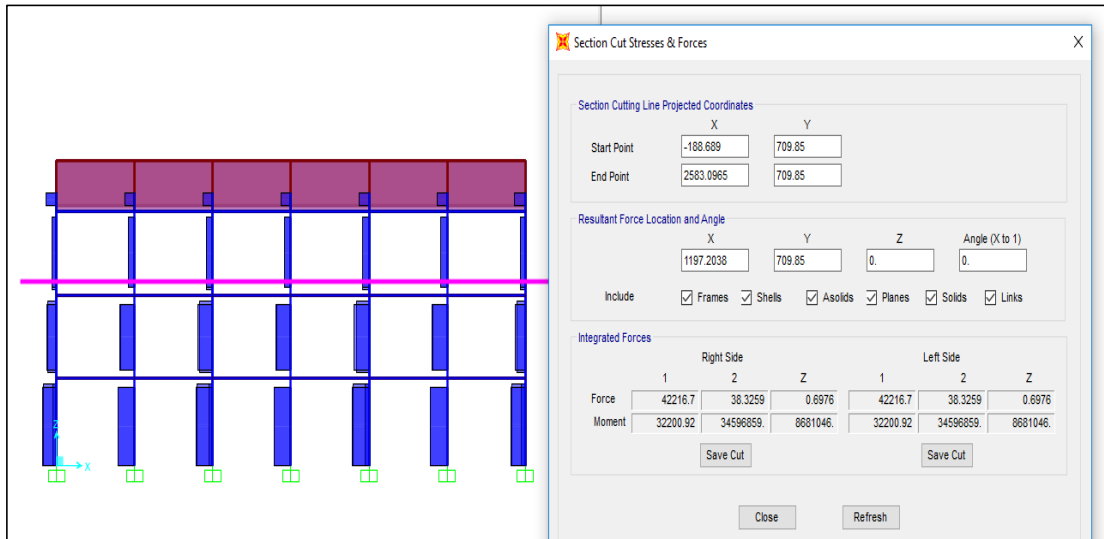 Section Cut Stresses & Forces X
Section Cutting Line Projected Coordinates
X Y
Start Point -188.689 709.85
End Point 2583.0965 709.85
Resultant Force Location and Angle
X Y Z Angle (X to 1)
1197.2038 709.85 0. 0.
Include Frames Shells Asolids Planes Solids Links
Integrated Forces
Right Side Left Side
1 2 Z 1 2 Z
Force 42216.7 38.3259 0.6976 42216.7 38.3259 0.6976
Moment 32200.92 34596859. 8681046. 32200.92 34596859. 8681046.
Save Cut Save Cut
Close Refresh
Z
X